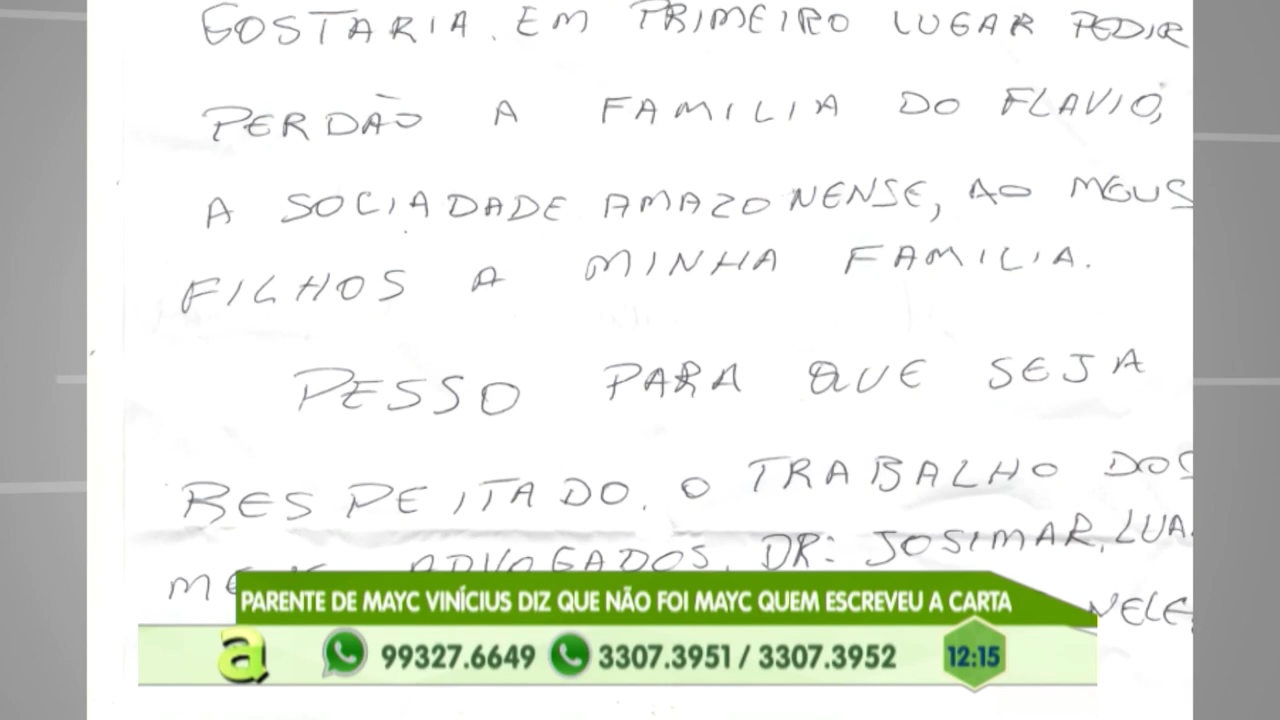 GOSTARIA. EM PRIMEIRO LUGAR PEDIR
PERDÃO A FAMILIA DO FLAVIO,
A SOCIADADE AMAZONENSE, AO MEUS
FILHOS A MINHA FAMILIA.
PESSO PARA QUE SEJA
RESPEITADO. O TRABALHO DOS
ADVOGADOS. DR: JOSIMAR, LUA
PARENTE DE MAYC VINÍCIUS DIZ QUE NÃO FOI MAYC QUEM ESCREVEU A CARTA
a 99327.6649 3307.3951 / 3307.3952 12:15